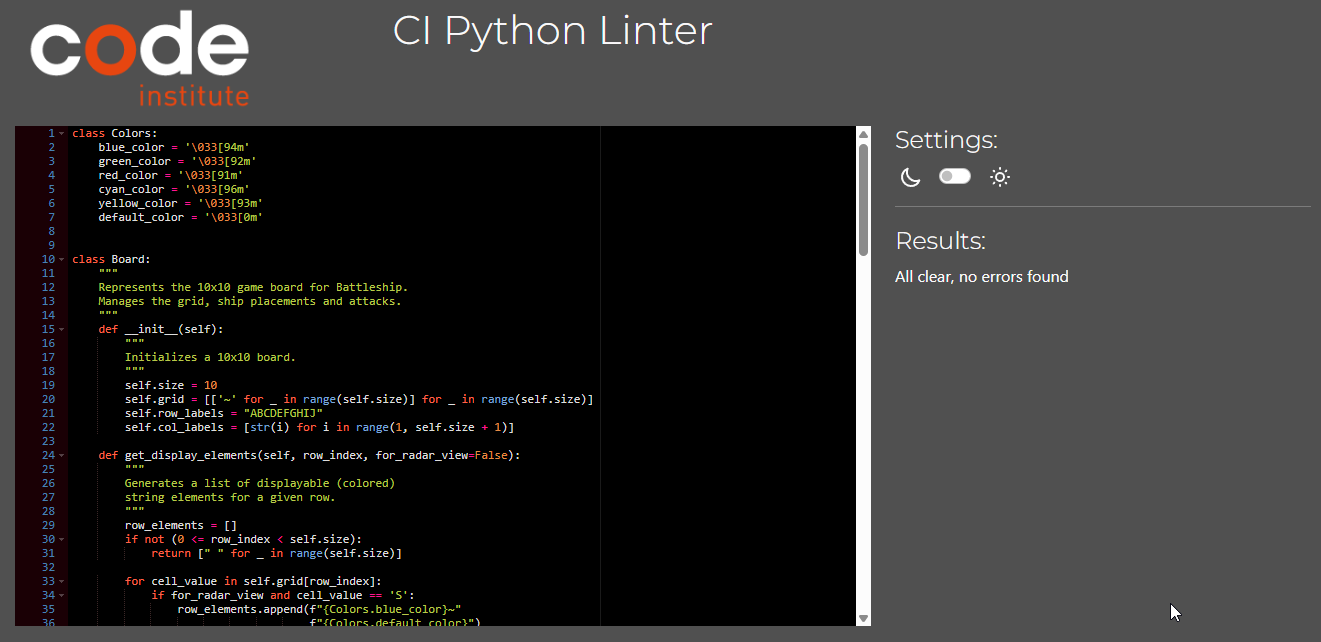 code
institute
CI Python Linter
1 class Colors:
2     blue_color = '\033[94m'
3     green_color = '\033[92m'
4     red_color = '\033[91m'
5     cyan_color = '\033[96m'
6     yellow_color = '\033[93m'
7     default_color = '\033[0m'
8
9
10 class Board:
11     """
12     Represents the 10x10 game board for Battleship.
13     Manages the grid, ship placements and attacks.
14     """
15     def __init__(self):
16         """
17         Initializes a 10x10 board.
18         """
19         self.size = 10
20         self.grid = [['~' for _ in range(self.size)] for _ in range(self.size)]
21         self.row_labels = "ABCDEFGHIJ"
22         self.col_labels = [str(i) for i in range(1, self.size + 1)]
23
24     def get_display_elements(self, row_index, for_radar_view=False):
25         """
26         Generates a list of displayable (colored)
27         string elements for a given row.
28         """
29         row_elements = []
30         if not (0 <= row_index < self.size):
31             return [" " for _ in range(self.size)]
32
33         for cell_value in self.grid[row_index]:
34             if for_radar_view and cell_value == 'S':
35                 row_elements.append(f"{Colors.blue_color}~"
36                                     f"{Colors.default_color}")
Settings:
Results:
All clear, no errors found